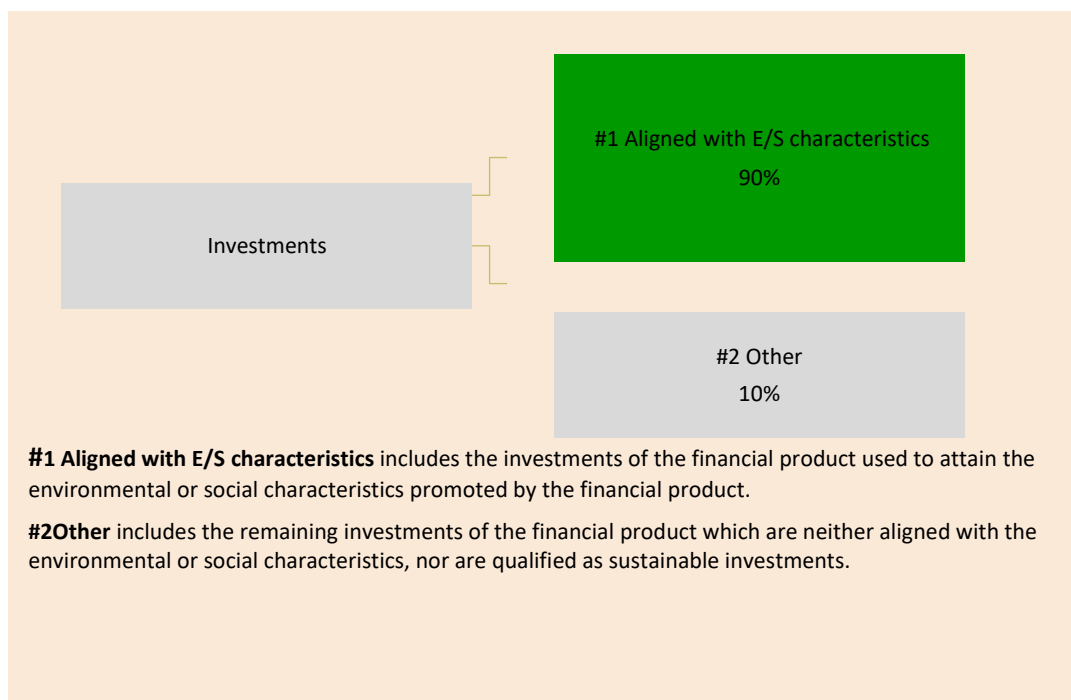 #1 Aligned with E/S characteristics
90%
Investments
#2 Other
10%
#1 Aligned with E/S characteristics includes the investments of the financial product used to attain the
environmental or social characteristics promoted by the financial product.
#2Other includes the remaining investments of the financial product which are neither aligned with the
environmental or social characteristics, nor are qualified as sustainable investments.